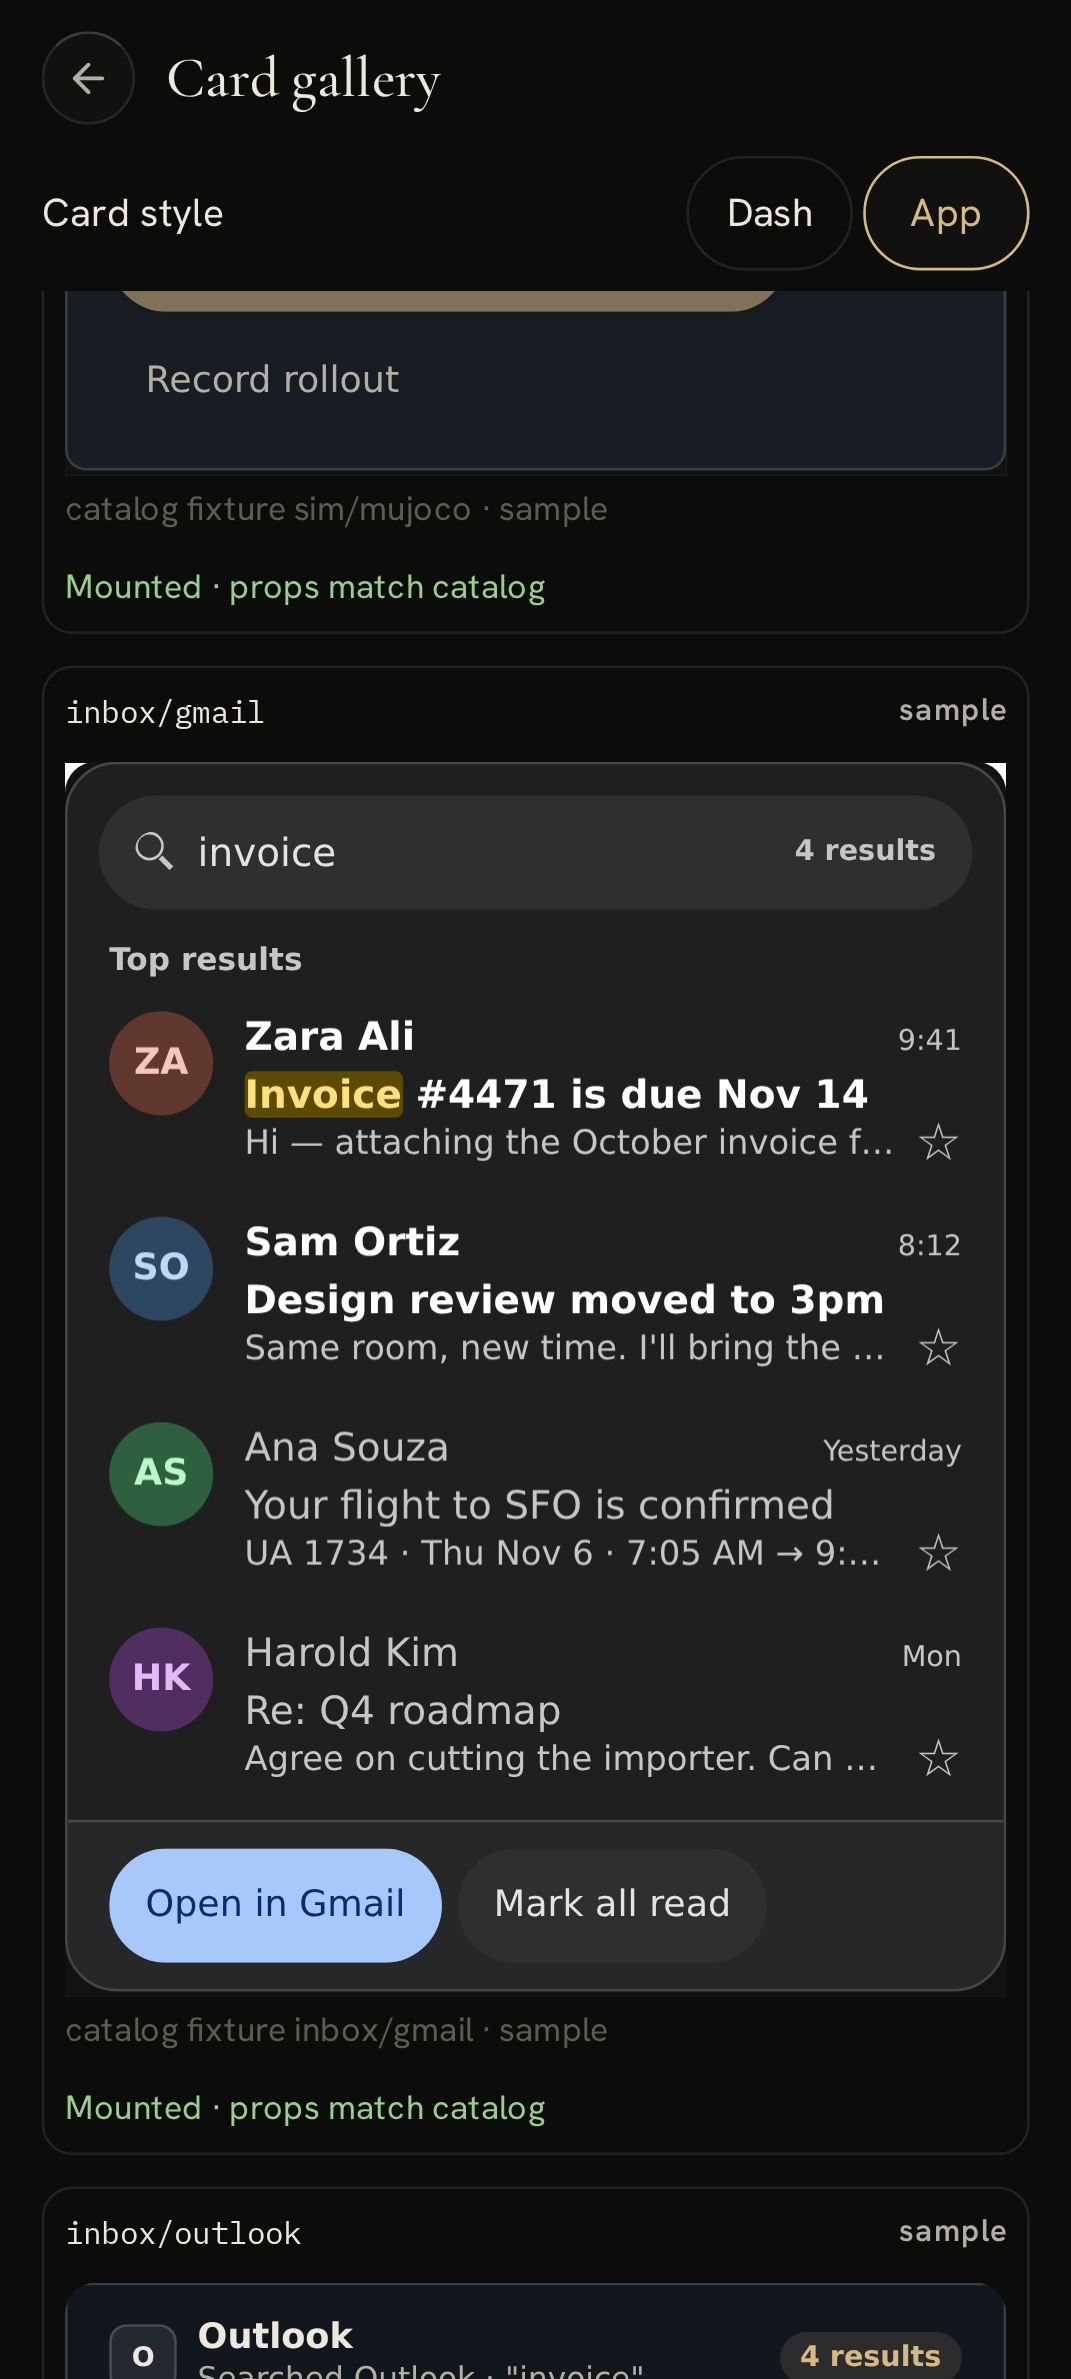 Card gallery
Card style
Dash
App
Record rollout
catalog fixture sim/mujoco · sample
Mounted · props match catalog
inbox/gmail
sample
invoice
4 results
Top results
ZA
Zara Ali
9:41
Invoice #4471 is due Nov 14
Hi — attaching the October invoice f…
SO
Sam Ortiz
8:12
Design review moved to 3pm
Same room, new time. I'll bring the …
AS
Ana Souza
Yesterday
Your flight to SFO is confirmed
UA 1734 · Thu Nov 6 · 7:05 AM → 9:…
HK
Harold Kim
Mon
Re: Q4 roadmap
Agree on cutting the importer. Can …
Open in Gmail
Mark all read
catalog fixture inbox/gmail · sample
Mounted · props match catalog
inbox/outlook
sample
O
Outlook
4 results
Searched Outlook · "invoice"